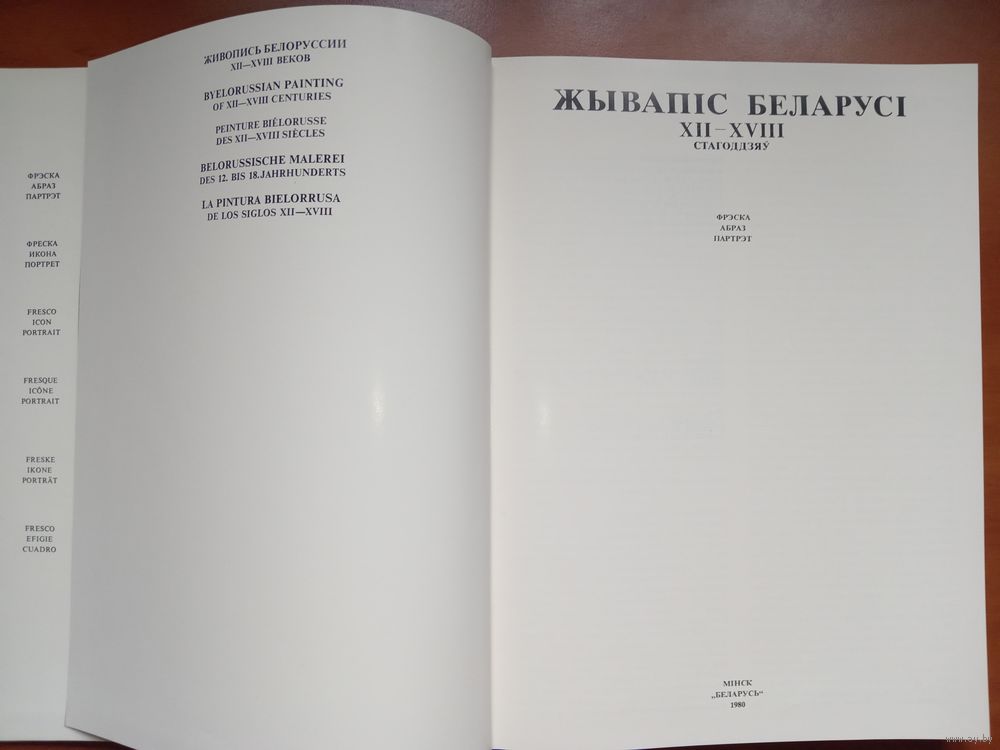 ФРЭСКА
АБРАЗ
ПАРТРЭТ
ФРЕСКА
ИКОНА
ПОРТРЕТ
FRESCO
ICON
PORTRAIT
FRESQUE
ICÔNE
PORTRAIT
FRESKE
IKONE
PORTRÄT
FRESCO
EFIGIE
CUADRO
ЖИВОПИСЬ БЕЛОРУССИИ
XII—XVIII ВЕКОВ
BYELORUSSIAN PAINTING
OF XII—XVIII CENTURIES
PEINTURE BIÉLORUSSE
DES XII—XVIII SIÈCLES
BELORUSSISCHE MALEREI
DES 12. BIS 18.JAHRHUNDERTS
LA PINTURA BIELORRUSA
DE LOS SIGLOS XII—XVIII
ЖЫВАПІС БЕЛАРУСІ
XII—XVIII
СТАГОДДЗЯЎ
ФРЭСКА
АБРАЗ
ПАРТРЭТ
МІНСК
„БЕЛАРУСЬ“
1980
www.ay.by